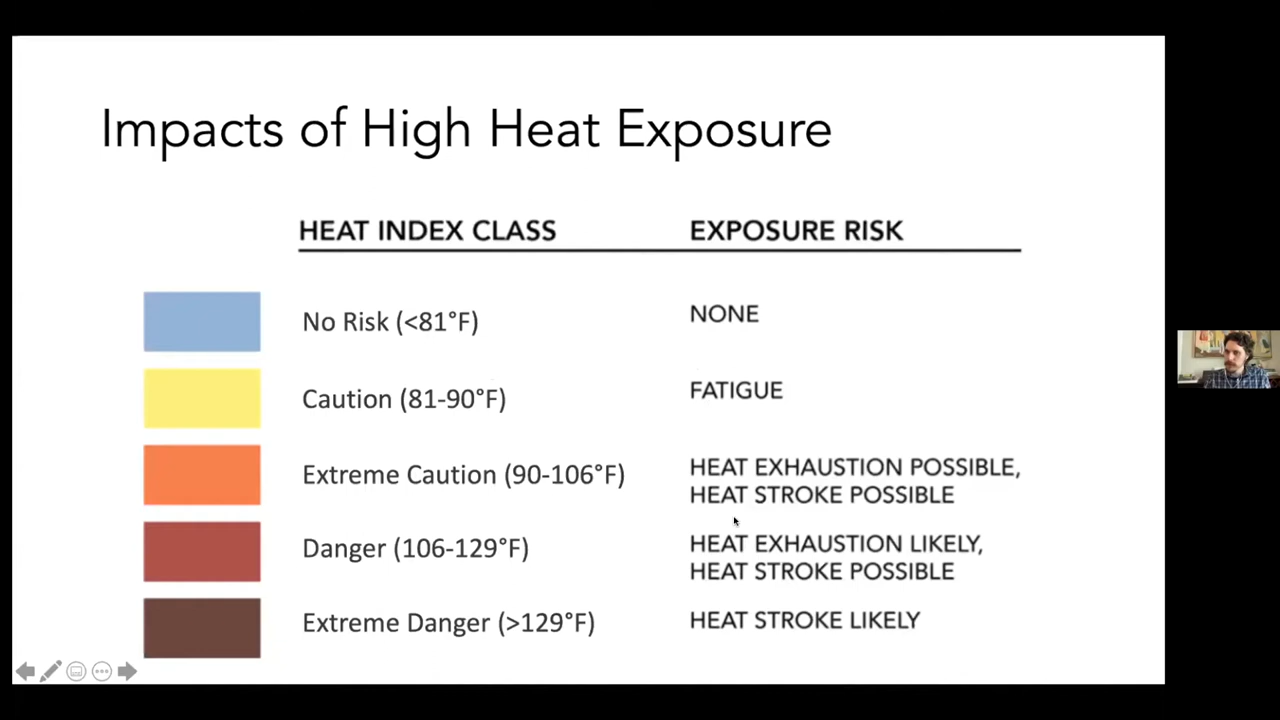 Impacts of High Heat Exposure
HEAT INDEX CLASS EXPOSURE RISK
No Risk (<81°F) NONE
Caution (81-90°F) FATIGUE
Extreme Caution (90-106°F) HEAT EXHAUSTION POSSIBLE,
HEAT STROKE POSSIBLE
Danger (106-129°F) HEAT EXHAUSTION LIKELY,
HEAT STROKE POSSIBLE
Extreme Danger (>129°F) HEAT STROKE LIKELY